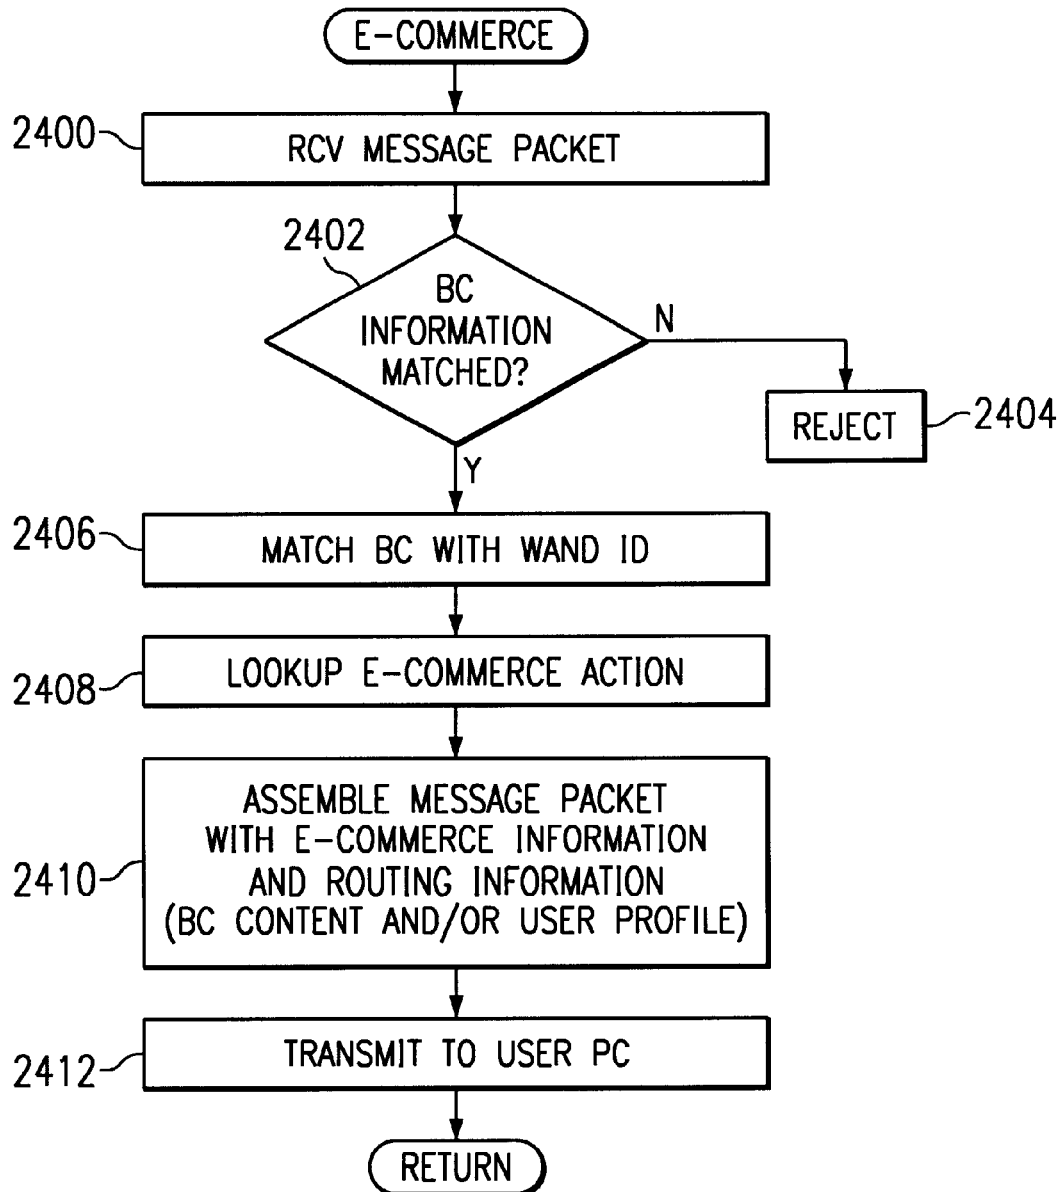 E-COMMERCE
2400
RCV MESSAGE PACKET
2402
BC
INFORMATION
MATCHED?
N
REJECT
2404
Y
2406
MATCH BC WITH WAND ID
2408
LOOKUP E-COMMERCE ACTION
2410
ASSEMBLE MESSAGE PACKET
WITH E-COMMERCE INFORMATION
AND ROUTING INFORMATION
(BC CONTENT AND/OR USER PROFILE)
2412
TRANSMIT TO USER PC
RETURN